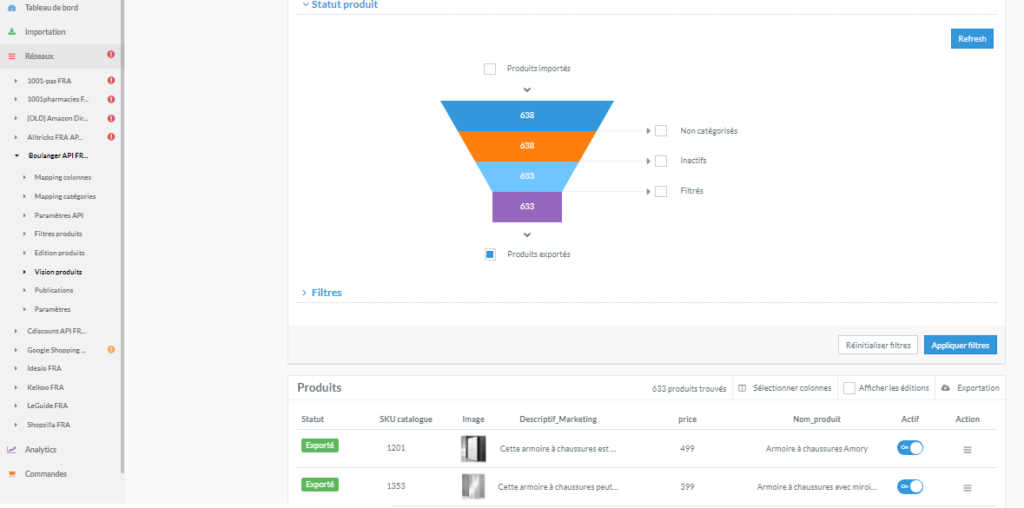 Tableau de bord
Importation
Réseaux
1001-pas FRA
1001pharmacies F...
[OLD] Amazon Dir...
Alltricks FRA AP...
Boulanger API FR...
Mapping colonnes
Mapping catégories
Paramètres API
Filtres produits
Edition produits
Vision produits
Publications
Paramètres
Cdiscount API FR...
Google Shopping ...
Idealo FRA
Kelkoo FRA
LeGuide FRA
Shopzilla FRA
Analytics
Commandes
Statut produit
Refresh
Produits importés
638
638
633
633
Non catégorisés
Inactifs
Filtrés
Produits exportés
Filtres
Réinitialiser filtres
Appliquer filtres
Produits
633 produits trouvés
Sélectionner colonnes
Afficher les éditions
Exportation
Statut SKU catalogue Image Descriptif_Marketing price Nom_produit Actif Action
Exporté 1201 Cette armoire à chaussures est ... 499 Armoire à chaussures Amory On
Exporté 1353 Cette armoire à chaussures peut... 399 Armoire à chaussures avec miroi... On